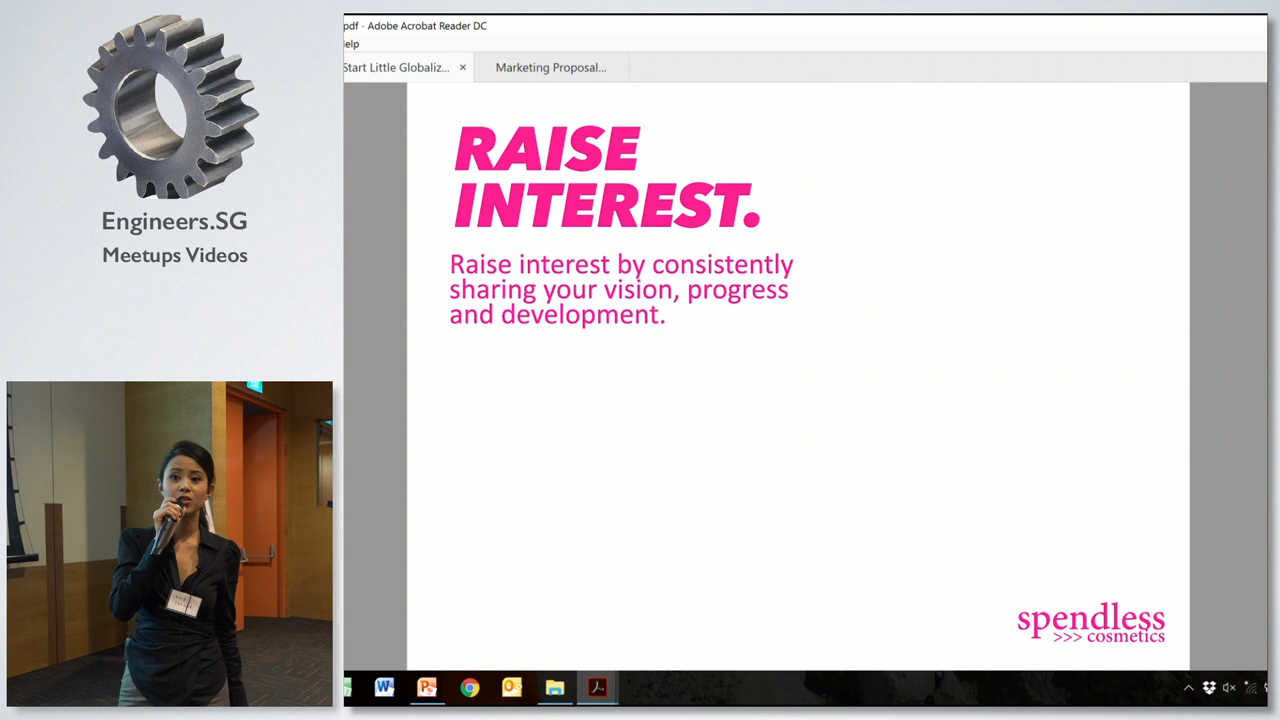 Engineers.SG
Meetups Videos
pdf - Adobe Acrobat Reader DC
elp
Start Little Globaliz...
Marketing Proposal...
RAISE
INTEREST.
Raise interest by consistently
sharing your vision, progress
and development.
spendless
>>> cosmetics